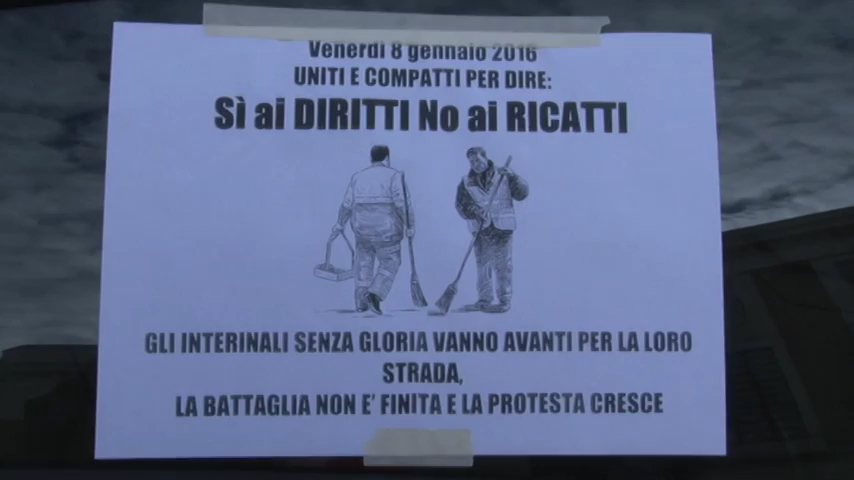 Venerdì 8 gennaio 2016
UNITI E COMPATTI PER DIRE:
Sì ai DIRITTI No ai RICATTI
GLI INTERINALI SENZA GLORIA VANNO AVANTI PER LA LORO
STRADA,
LA BATTAGLIA NON E' FINITA E LA PROTESTA CRESCE